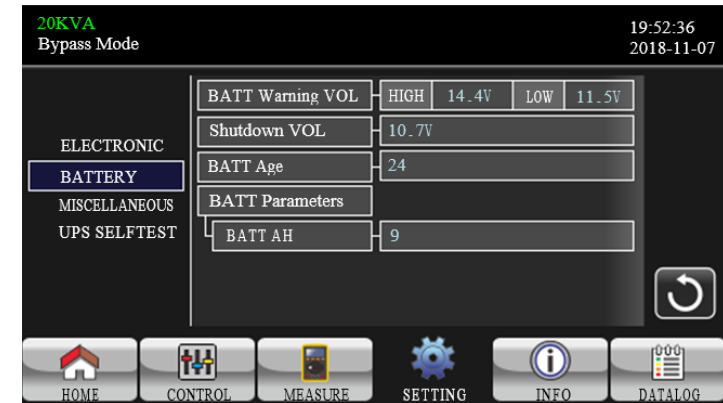 20KVA
Bypass Mode
19:52:36
2018-11-07
ELECTRONIC
BATTERY
MISCELLANEOUS
UPS SELFTEST
BATT Warning VOL HIGH 14.4V LOW 11.5V
Shutdown VOL 10.7V
BATT Age 24
BATT Parameters
BATT AH 9
HOME CONTROL MEASURE SETTING INFO DATALOG